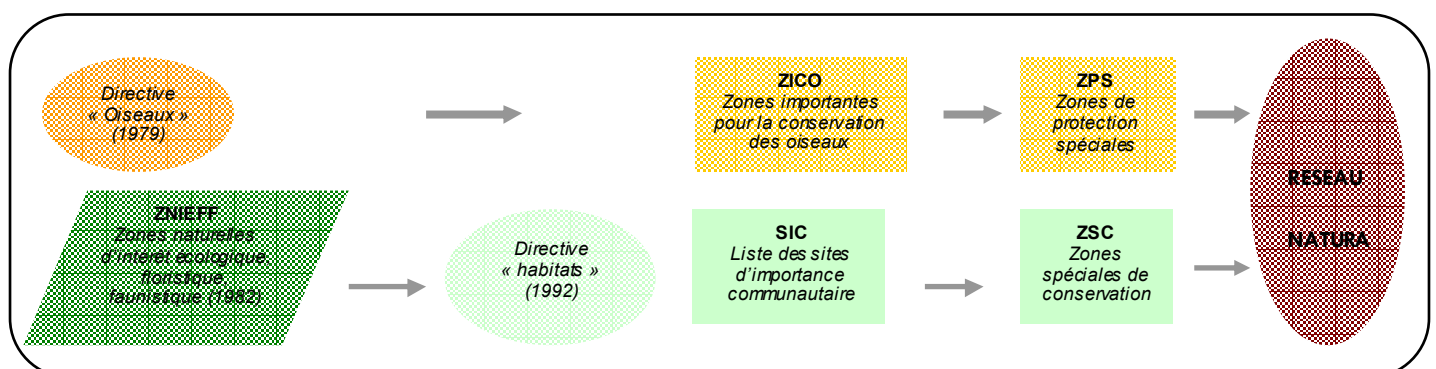 Directive
« Oiseaux »
(1979)
ZICO
Zones importantes
pour la conservation
des oiseaux
ZPS
Zones de
protection
spéciales
RESEAU
NATURA
ZNIEFF
Zones naturelles
d'intérêt écologique,
floristique,
faunistique (1982)
Directive
« habitats »
(1992)
SIC
Liste des sites
d'importance
communautaire
ZSC
Zones
spéciales de
conservation